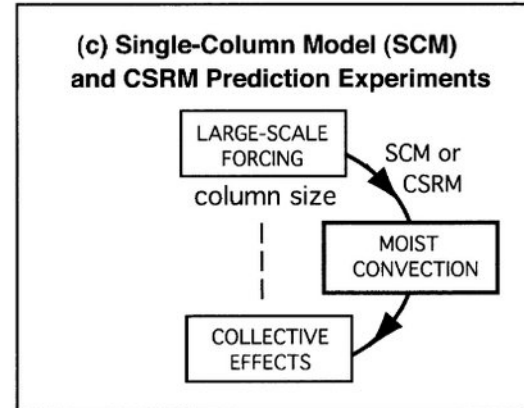 (c) Single-Column Model (SCM)
and CSRM Prediction Experiments
LARGE-SCALE
FORCING
SCM or
CSRM
column size
MOIST
CONVECTION
COLLECTIVE
EFFECTS